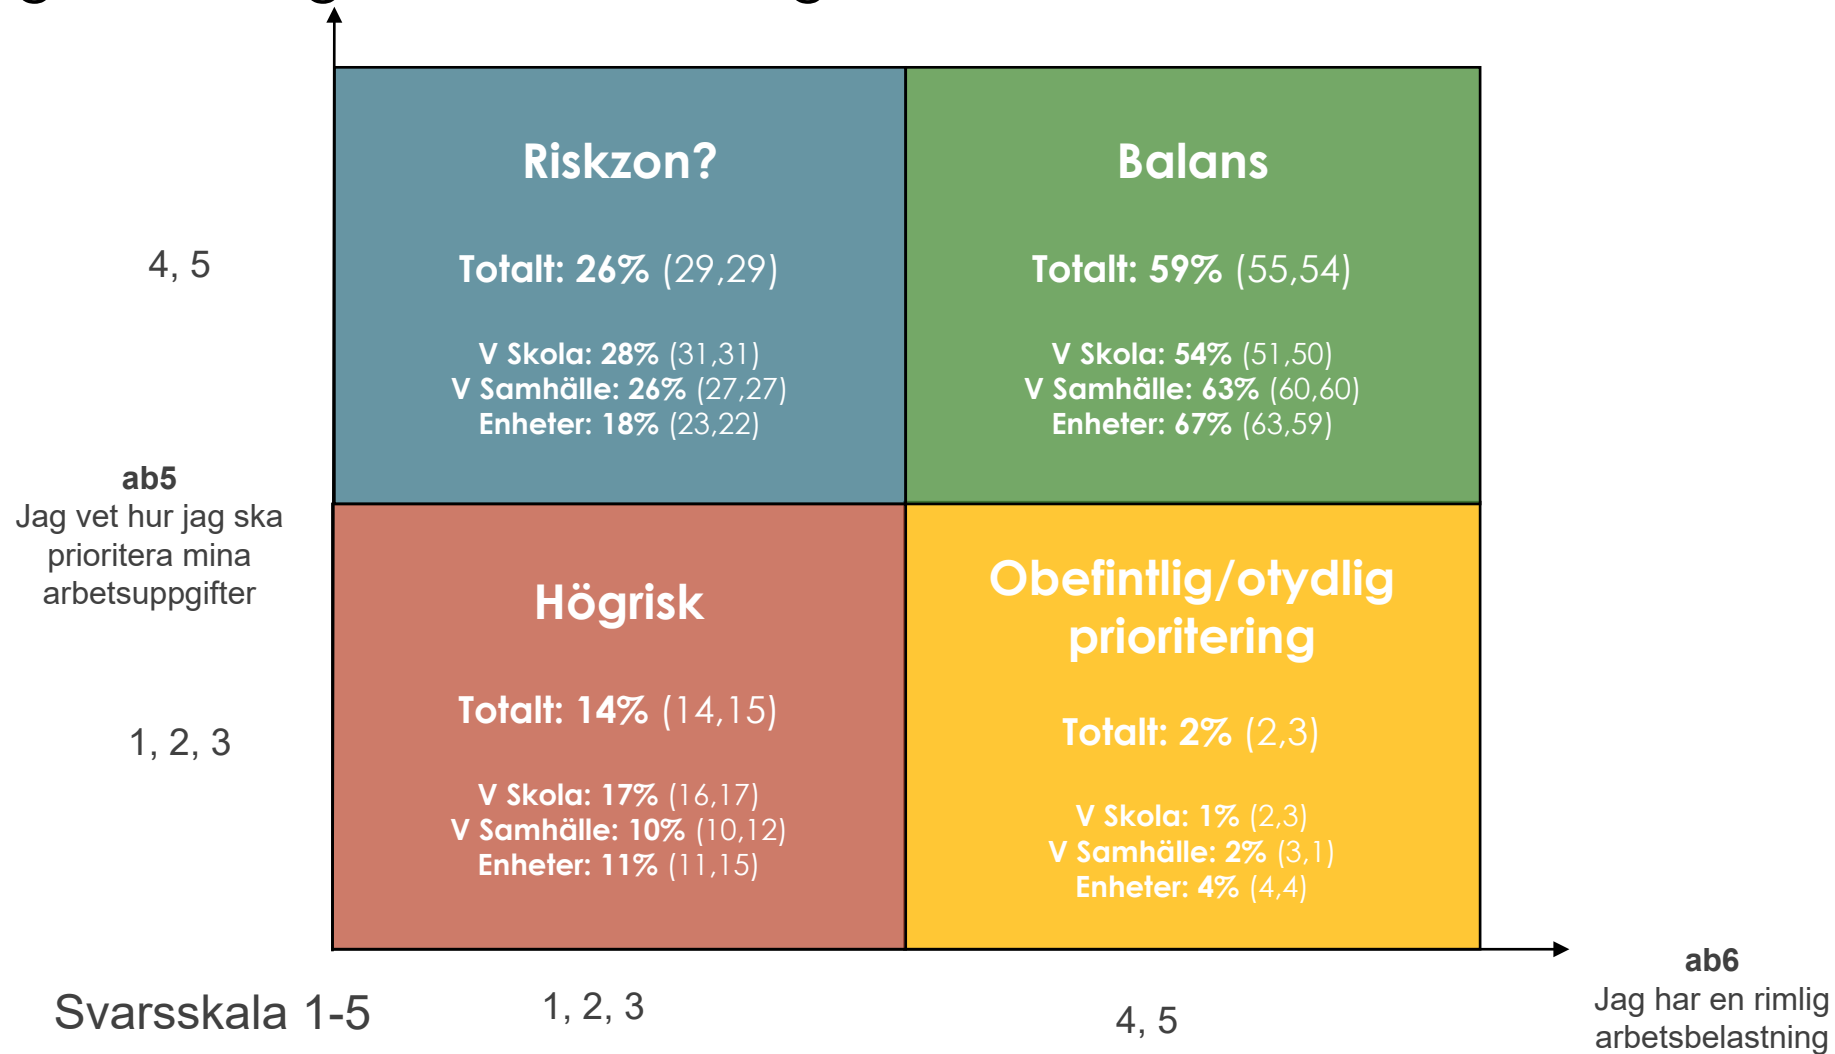 Riskzon?
Totalt: 26% (29,29)
V Skola: 28% (31,31)
V Samhälle: 26% (27,27)
Enheter: 18% (23,22)
Balans
Totalt: 59% (55,54)
V Skola: 54% (51,50)
V Samhälle: 63% (60,60)
Enheter: 67% (63,59)
4, 5
ab5
Jag vet hur jag ska
prioritera mina
arbetsuppgifter
1, 2, 3
Högrisk
Totalt: 14% (14,15)
V Skola: 17% (16,17)
V Samhälle: 10% (10,12)
Enheter: 11% (11,15)
Obefintlig/otydlig
prioritering
Totalt: 2% (2,3)
V Skola: 1% (2,3)
V Samhälle: 2% (3,1)
Enheter: 4% (4,4)
Svarsskala 1-5
1, 2, 3
4, 5
ab6
Jag har en rimlig
arbetsbelastning